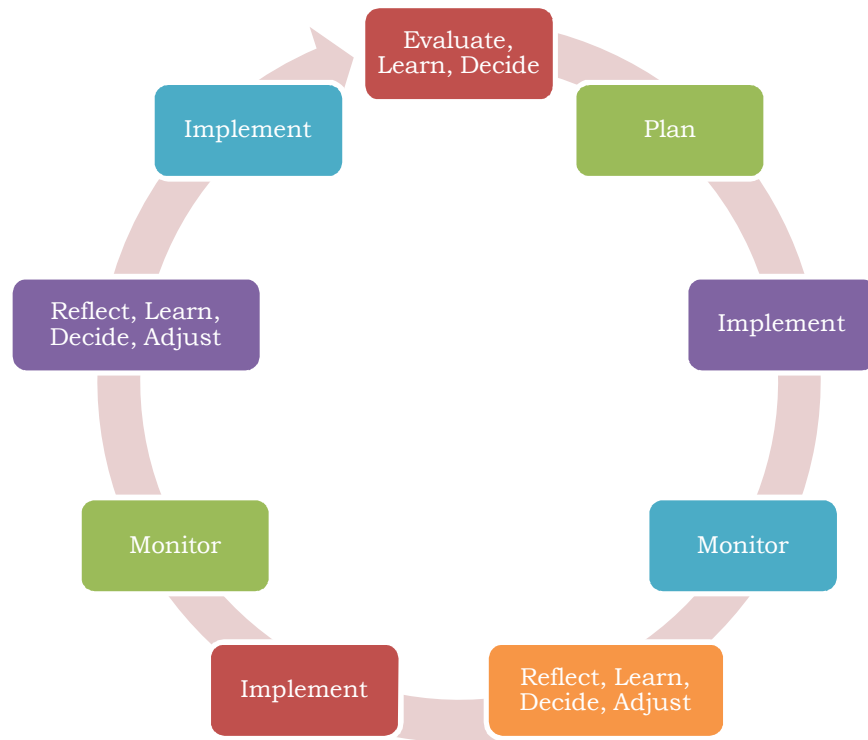 Evaluate,
Learn, Decide
Plan
Implement
Monitor
Reflect, Learn,
Decide, Adjust
Implement
Monitor
Reflect, Learn,
Decide, Adjust
Implement